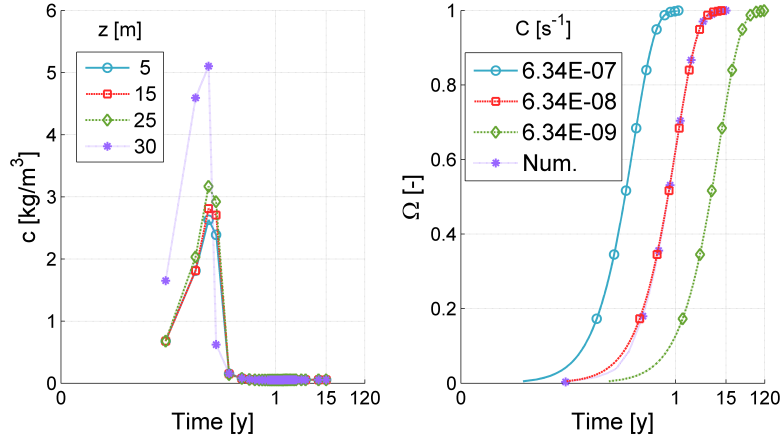 z [m]
5
15
25
30
c [kg/m³]
6
5
4
3
2
1
0
0 1 15 120
Time [y]
C [s⁻¹]
6.34E-07
6.34E-08
6.34E-09
Num.
Ω [-]
1
0.8
0.6
0.4
0.2
0
0 1 15 120
Time [y]